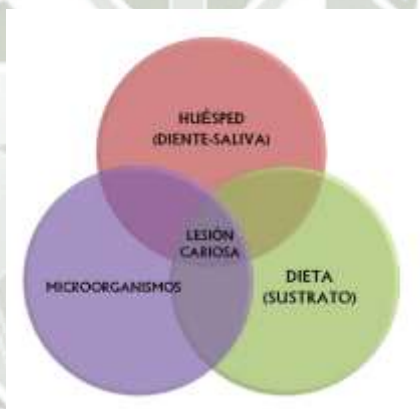 HUÉSPED
(DIENTE-SALIVA)
LESIÓN
CARIOSA
MICROORGANISMOS
DIETA
(SUSTRATO)